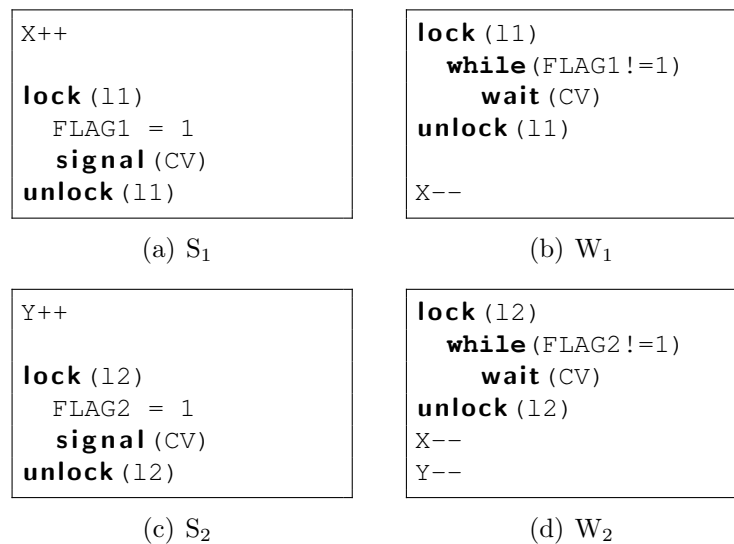 X++
lock(l1)
FLAG1 = 1
signal(CV)
unlock(l1)
(a) S1
lock(l1)
while(FLAG1!=1)
wait(CV)
unlock(l1)
X--
(b) W1
Y++
lock(l2)
FLAG2 = 1
signal(CV)
unlock(l2)
(c) S2
lock(l2)
while(FLAG2!=1)
wait(CV)
unlock(l2)
X--
Y--
(d) W2